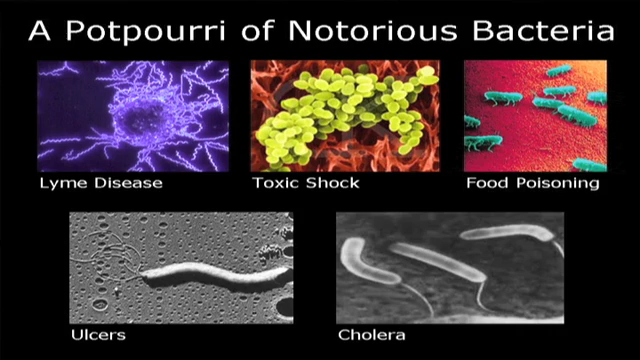 A Potpourri of Notorious Bacteria
Lyme Disease
Toxic Shock
Food Poisoning
Ulcers
Cholera